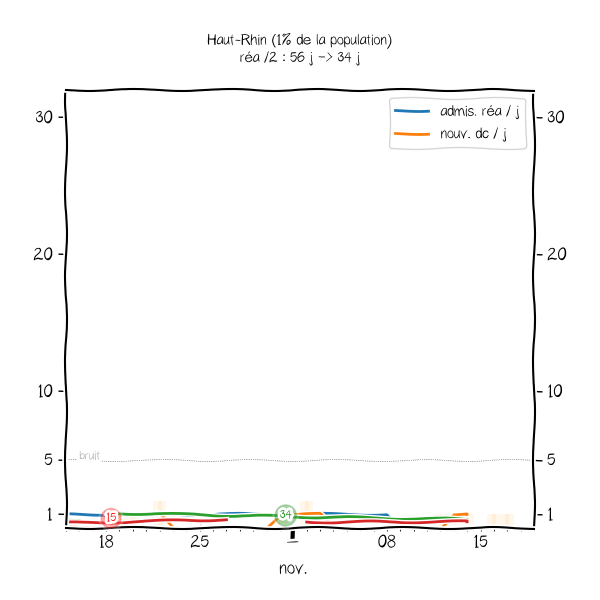 Haut-Rhin (1% de la population)
réa /2 : 56 j -> 34 j
admis. réa / j
nouv. dc / j
30
30
20
20
10
10
5
bruit
5
1
15
34
1
18
25
1
08
15
nov.